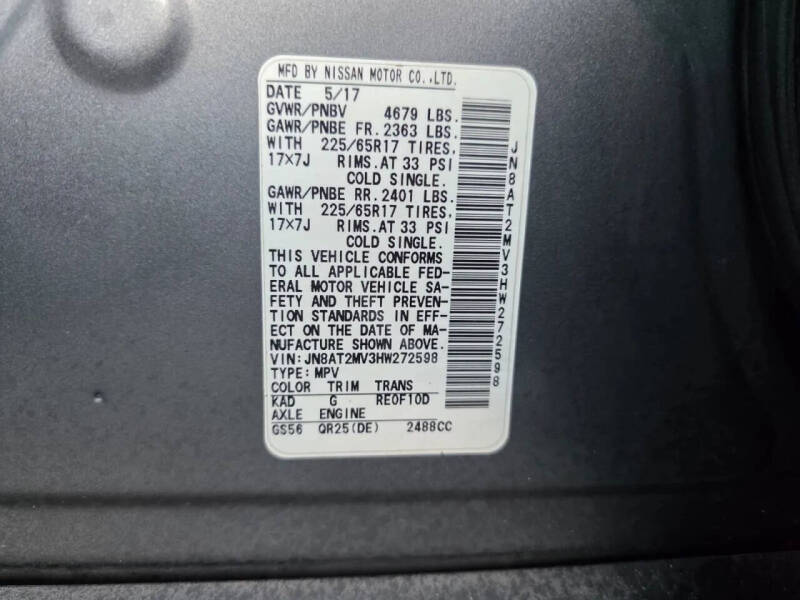 MFD BY NISSAN MOTOR CO.,LTD.
DATE 5/17
GVWR/PNBV 4679 LBS.
GAWR/PNBE FR. 2363 LBS.
WITH 225/65R17 TIRES,
17×7J RIMS.AT 33 PSI
COLD SINGLE.
GAWR/PNBE RR. 2401 LBS.
WITH 225/65R17 TIRES,
17×7J RIMS.AT 33 PSI
COLD SINGLE.
THIS VEHICLE CONFORMS
TO ALL APPLICABLE FED-
ERAL MOTOR VEHICLE SA-
FETY AND THEFT PREVEN-
TION STANDARDS IN EFF-
ECT ON THE DATE OF MA-
NUFACTURE SHOWN ABOVE.
VIN:JN8AT2MV3HW272598
TYPE:MPV
COLOR TRIM TRANS
KAD G RE0F10D
AXLE ENGINE
GS56 QR25(DE) 2488CC
JN8AT2MV3HW272598